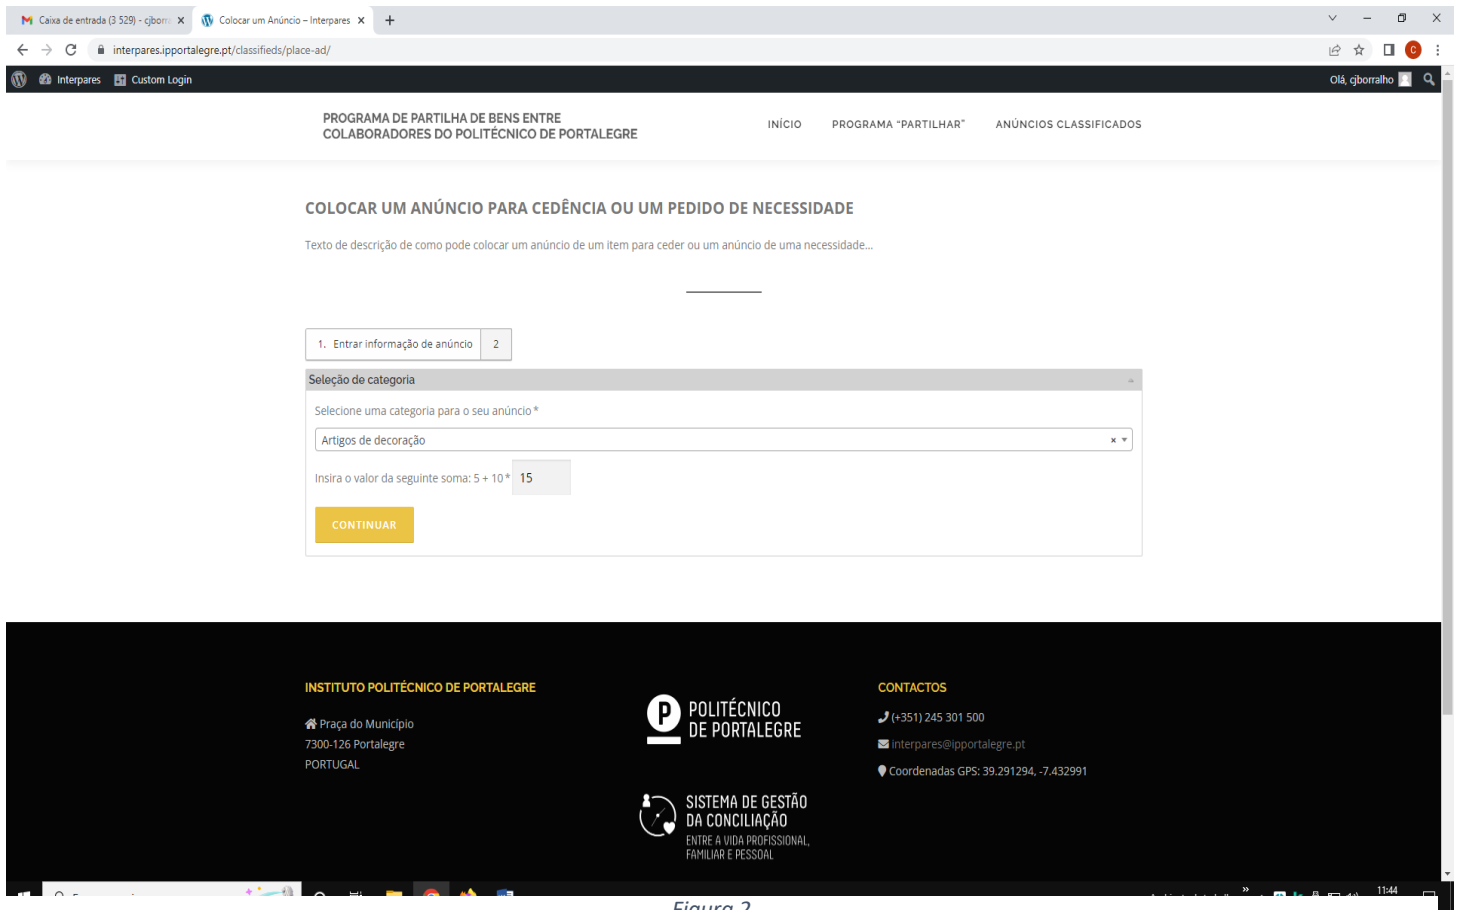 Caixa de entrada (3 529) - cjborra
Colocar um Anúncio – Interpares
interpares.ipportalegre.pt/classifieds/place-ad/
C
Interpares
Custom Login
Olá, cjborralho
PROGRAMA DE PARTILHA DE BENS ENTRE
COLABORADORES DO POLITÉCNICO DE PORTALEGRE
INÍCIO
PROGRAMA “PARTILHAR”
ANÚNCIOS CLASSIFICADOS
COLOCAR UM ANÚNCIO PARA CEDÊNCIA OU UM PEDIDO DE NECESSIDADE
Texto de descrição de como pode colocar um anúncio de um item para ceder ou um anúncio de uma necessidade...
1. Entrar informação de anúncio
2
Seleção de categoria
Selecione uma categoria para o seu anúncio *
Artigos de decoração
Insira o valor da seguinte soma: 5 + 10 * 15
CONTINUAR
INSTITUTO POLITÉCNICO DE PORTALEGRE
Praça do Município
7300-126 Portalegre
PORTUGAL
P
POLITÉCNICO
DE PORTALEGRE
SISTEMA DE GESTÃO
DA CONCILIAÇÃO
ENTRE A VIDA PROFISSIONAL,
FAMILIAR E PESSOAL
CONTACTOS
(+351) 245 301 500
interpares@ipportalegre.pt
Coordenadas GPS: 39.291294, -7.432991
11:44
Figura 2